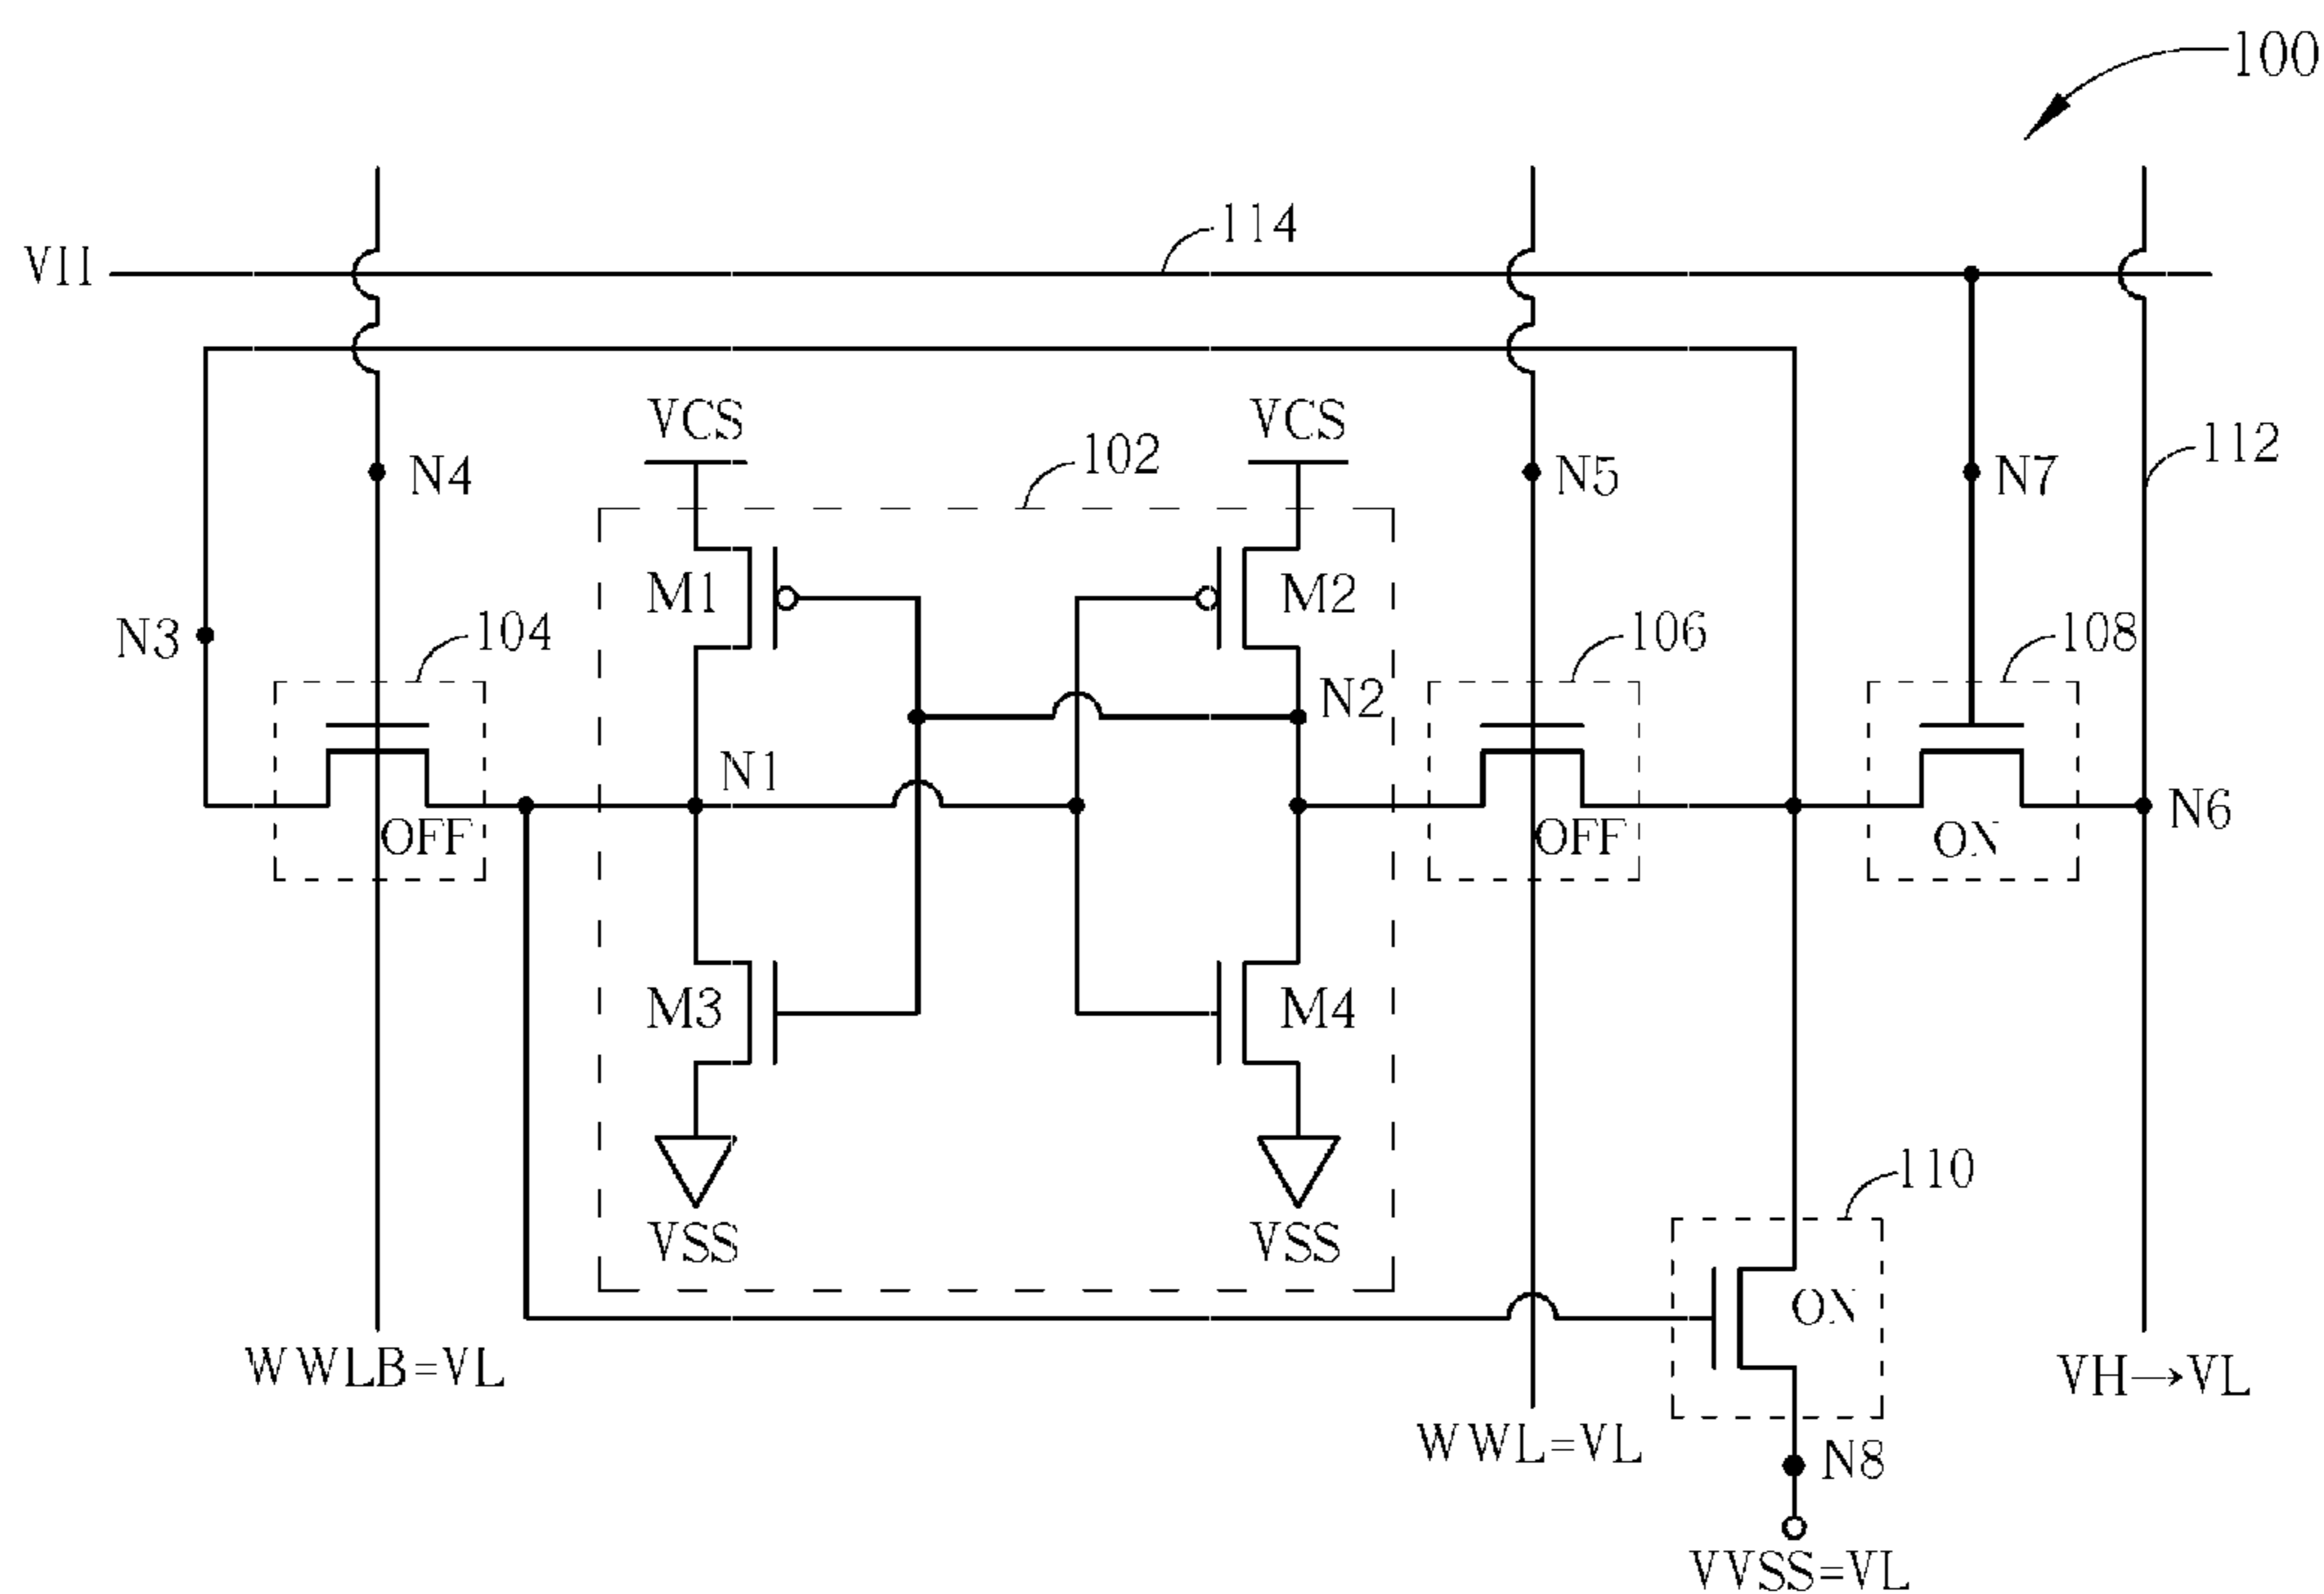 100
114
VII
VCS
VCS
102
112
N4
N5
N7
M1
M2
104
106
108
N3
N2
N1
N6
OFF
OFF
ON
M3
M4
110
VSS
VSS
ON
WWLB=VL
VH→VL
WWL=VL
N8
VVSS=VL